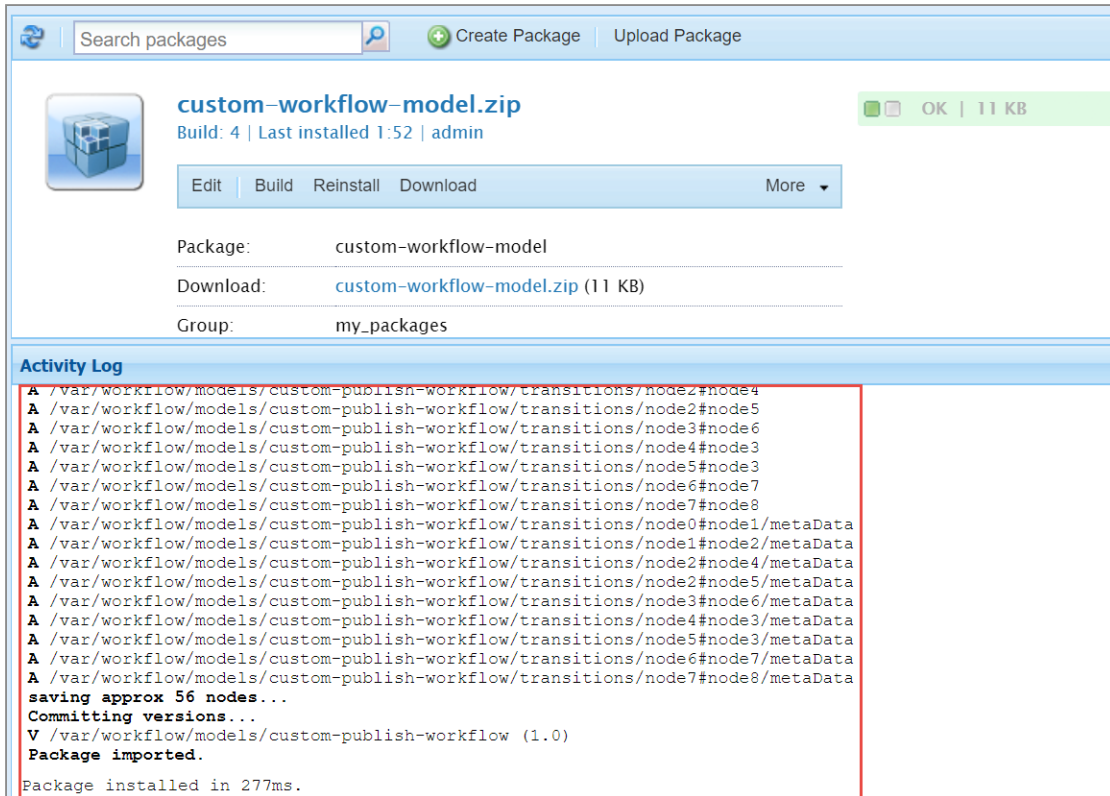 Search packages Create Package Upload Package
custom-workflow-model.zip
OK | 11 KB
Build: 4 | Last installed 1:52 | admin
Edit Build Reinstall Download More
Package: custom-workflow-model
Download: custom-workflow-model.zip (11 KB)
Group: my_packages
Activity Log
A /var/workflow/models/custom-publish-workflow/transitions/node2#node4
A /var/workflow/models/custom-publish-workflow/transitions/node2#node5
A /var/workflow/models/custom-publish-workflow/transitions/node3#node6
A /var/workflow/models/custom-publish-workflow/transitions/node4#node3
A /var/workflow/models/custom-publish-workflow/transitions/node5#node3
A /var/workflow/models/custom-publish-workflow/transitions/node6#node7
A /var/workflow/models/custom-publish-workflow/transitions/node7#node8
A /var/workflow/models/custom-publish-workflow/transitions/node0#node1/metaData
A /var/workflow/models/custom-publish-workflow/transitions/node1#node2/metaData
A /var/workflow/models/custom-publish-workflow/transitions/node2#node4/metaData
A /var/workflow/models/custom-publish-workflow/transitions/node2#node5/metaData
A /var/workflow/models/custom-publish-workflow/transitions/node3#node6/metaData
A /var/workflow/models/custom-publish-workflow/transitions/node4#node3/metaData
A /var/workflow/models/custom-publish-workflow/transitions/node5#node3/metaData
A /var/workflow/models/custom-publish-workflow/transitions/node6#node7/metaData
A /var/workflow/models/custom-publish-workflow/transitions/node7#node8/metaData
saving approx 56 nodes...
Committing versions...
V /var/workflow/models/custom-publish-workflow (1.0)
Package imported.
Package installed in 277ms.